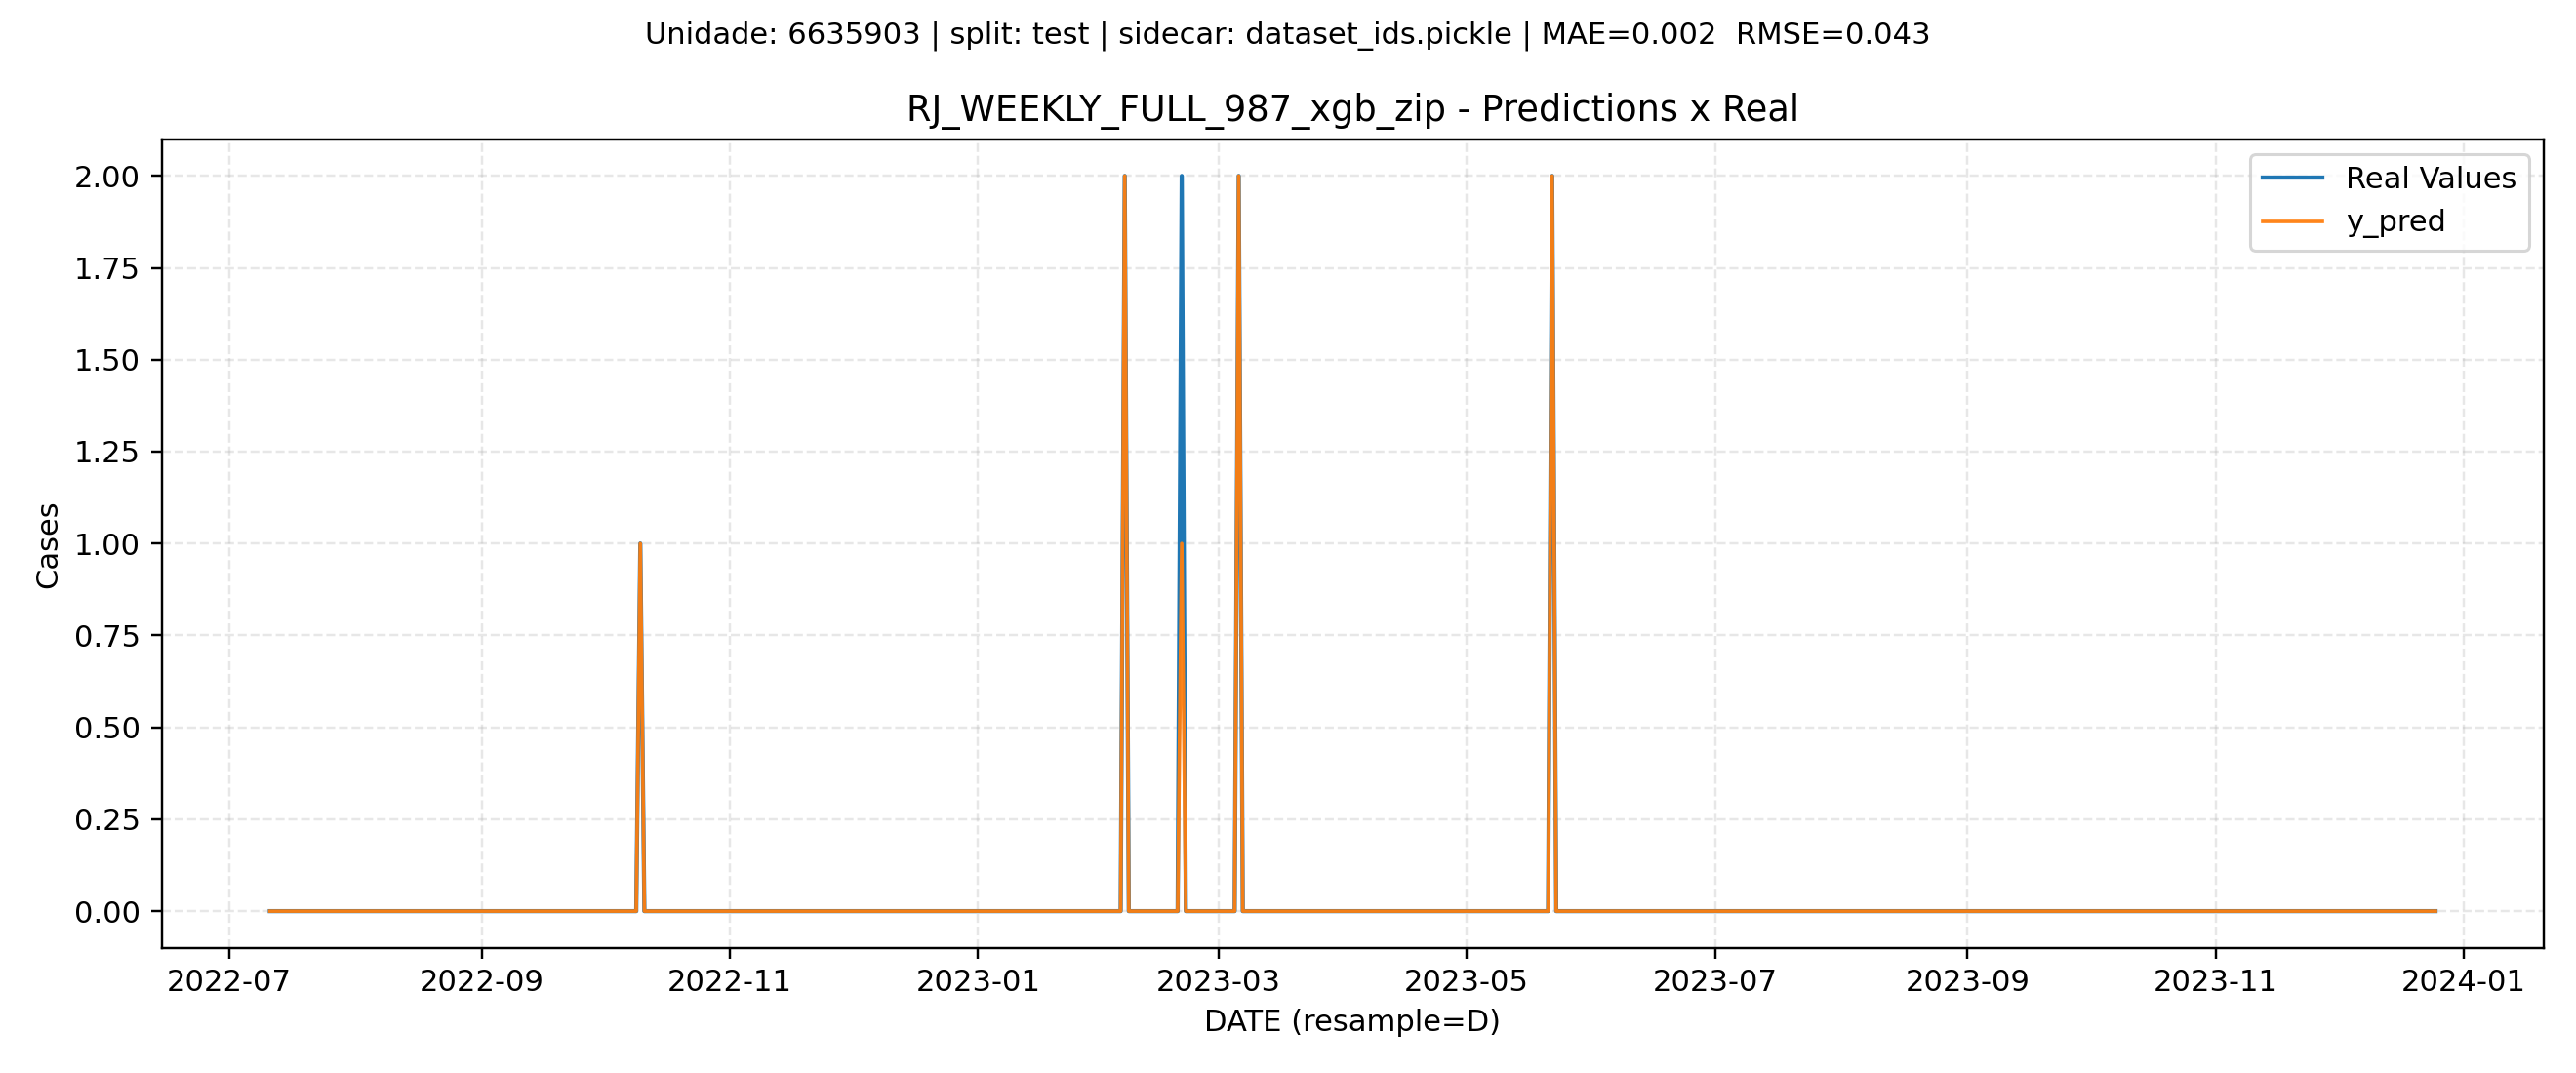 Unidade: 6635903 | split: test | sidecar: dataset_ids.pickle | MAE=0.002  RMSE=0.043
RJ_WEEKLY_FULL_987_xgb_zip - Predictions x Real
Real Values
y_pred
2.00
1.75
1.50
1.25
1.00
0.75
0.50
0.25
0.00
Cases
2022-07 2022-09 2022-11 2023-01 2023-03 2023-05 2023-07 2023-09 2023-11 2024-01
DATE (resample=D)